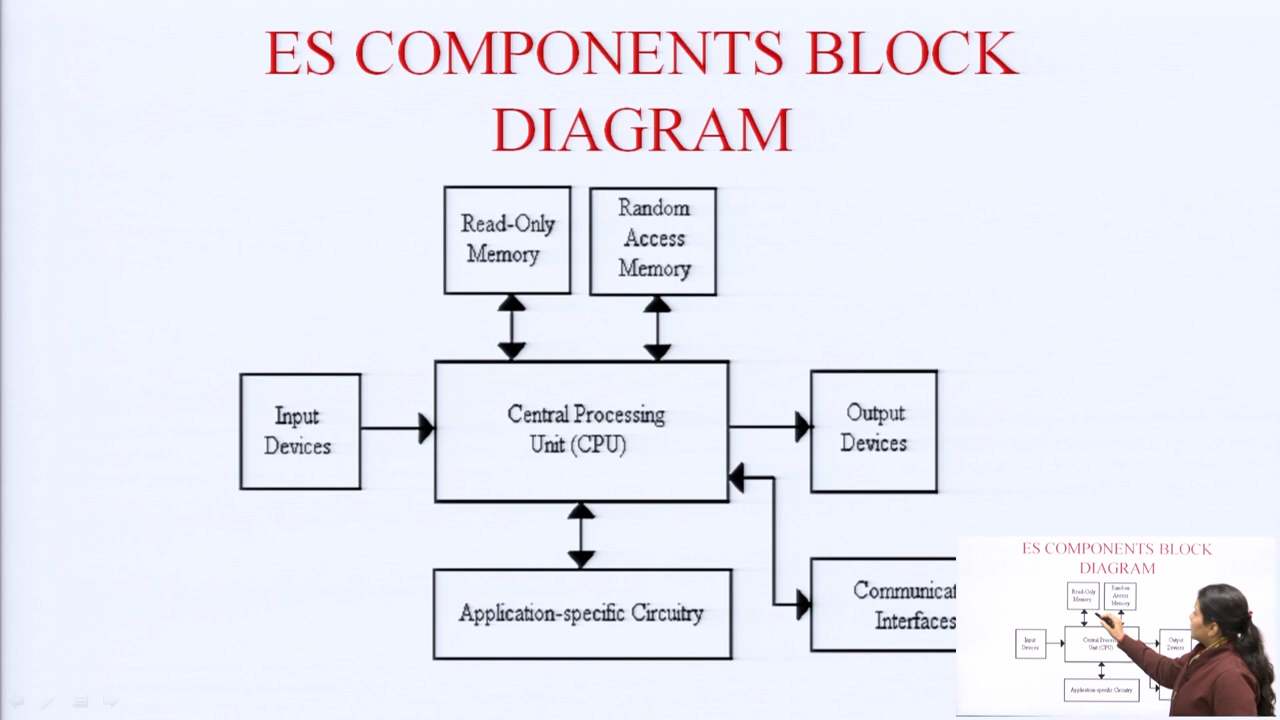 ES COMPONENTS BLOCK
DIAGRAM
Read-Only
Memory
Random
Access
Memory
Input
Devices
Central Processing
Unit (CPU)
Output
Devices
Application-specific Circuitry
Communicat
Interfaces
ES COMPONENTS BLOCK
DIAGRAM
Read-Only
Memory
Random
Access
Memory
Input
Devices
Central Process
Unit (CPU)
Output
Devices
Application-specific Circuitry